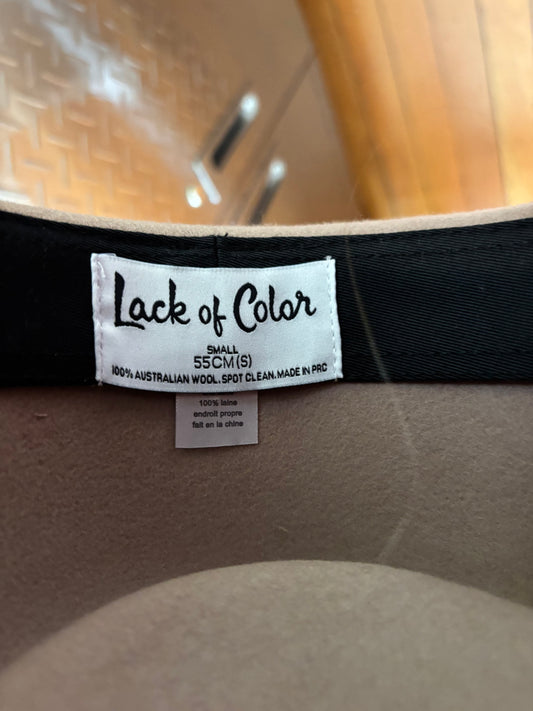 Lack of Color
SMALL
55CM(S)
100% AUSTRALIAN WOOL.SPOT CLEAN.MADE IN PRC
100% laine
endroit propre
fait en la chine